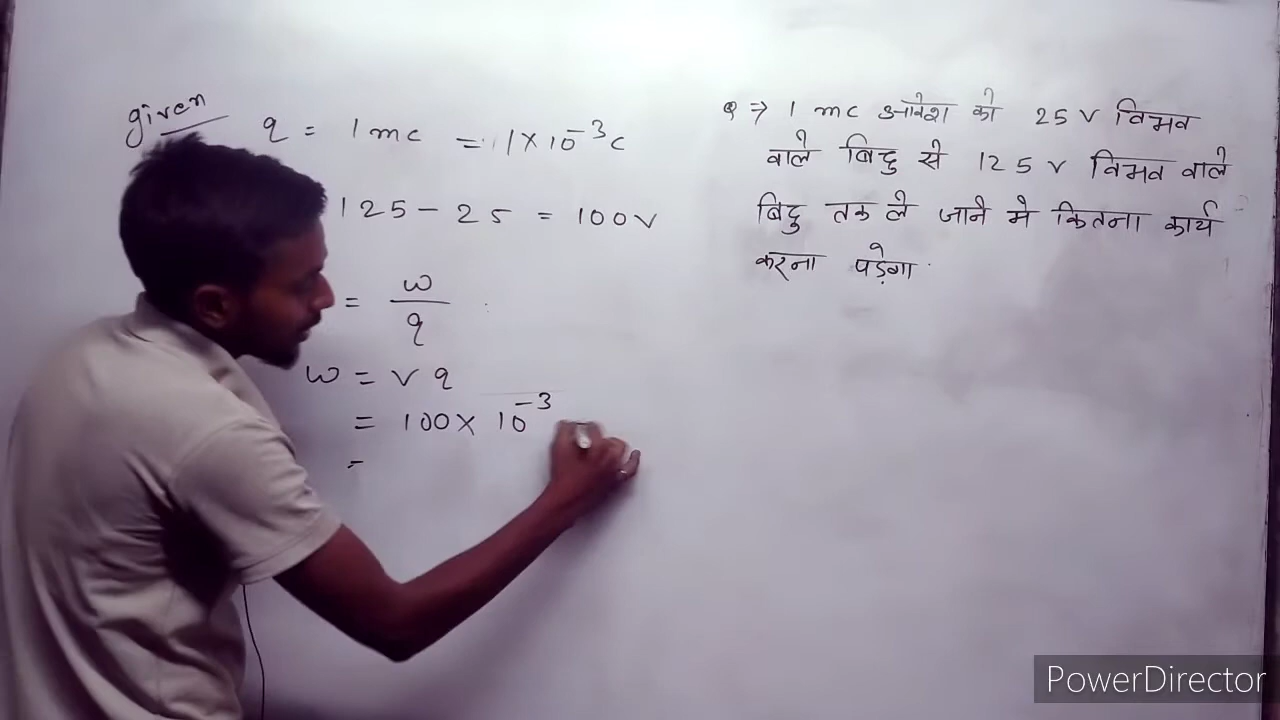 given
q = 1 mc = 1 × 10⁻³ c
125 - 25 = 100 v
= w/q
w = v q
= 100 × 10⁻³
=
Q ⇒ 1 mc आवेश को 25 v विभव
वाले बिंदु से 125 v विभव वाले
बिंदु तक ले जाने मे कितना कार्य
करना पड़ेगा
PowerDirector